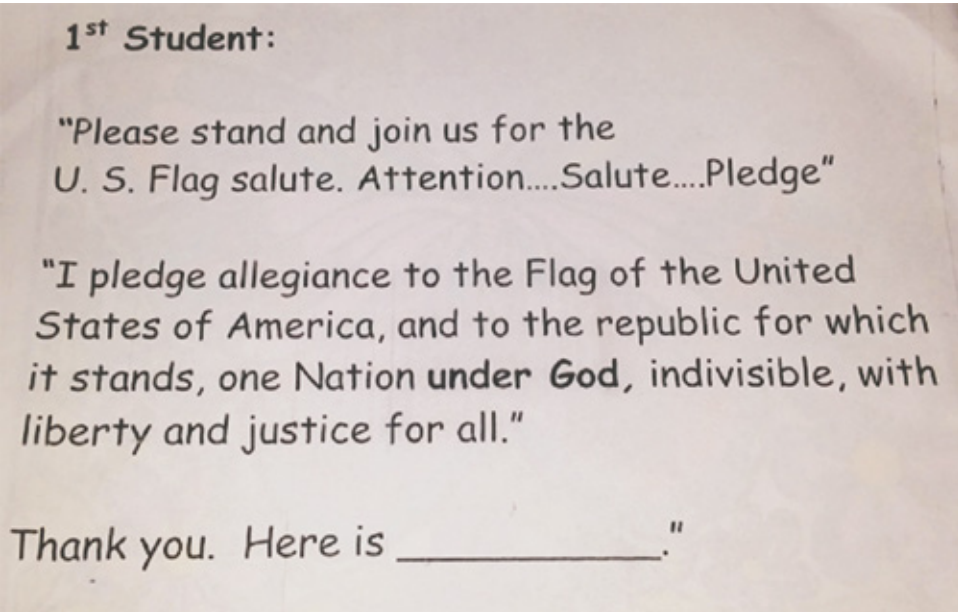 1st Student:
"Please stand and join us for the
U. S. Flag salute. Attention....Salute....Pledge"
"I pledge allegiance to the Flag of the United
States of America, and to the republic for which
it stands, one Nation under God, indivisible, with
liberty and justice for all."
Thank you. Here is ____________."